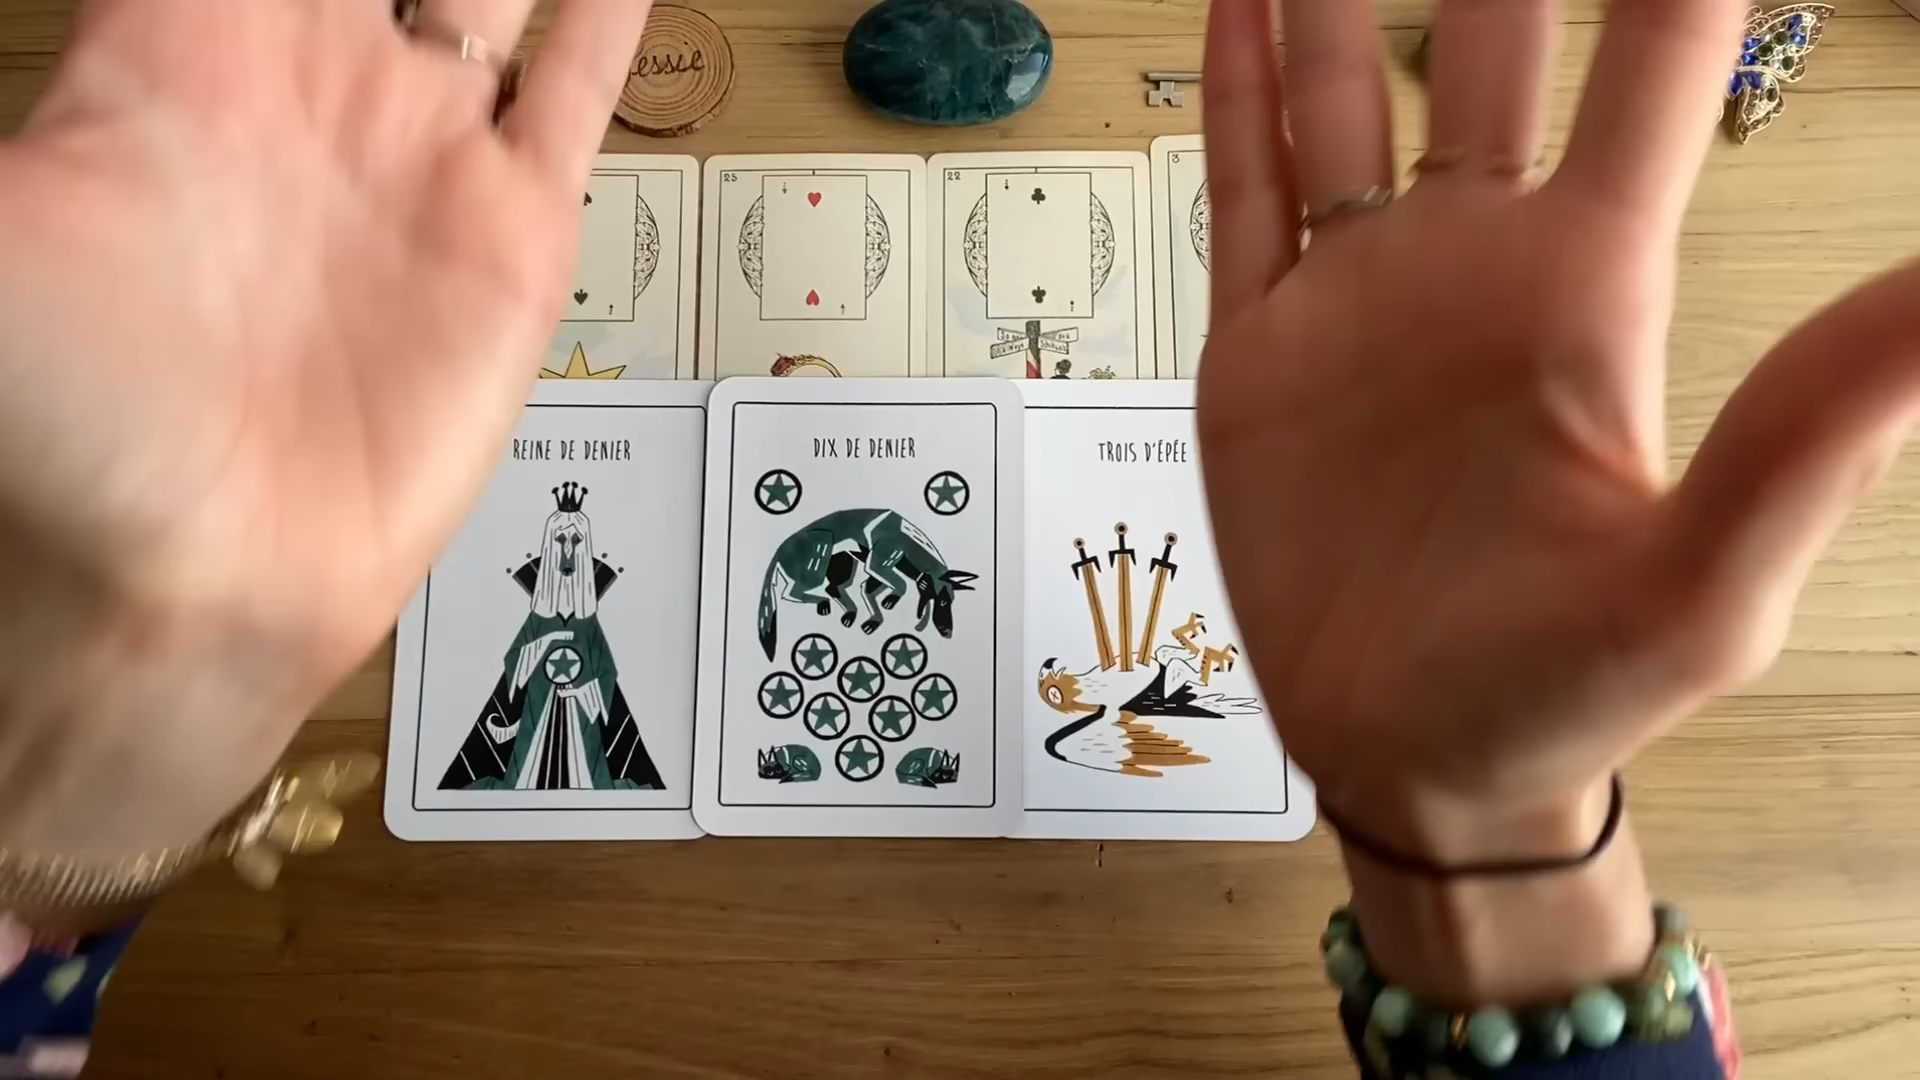 essie
25
22
3
REINE DE DENIER
DIX DE DENIER
TROIS D'ÉPÉE